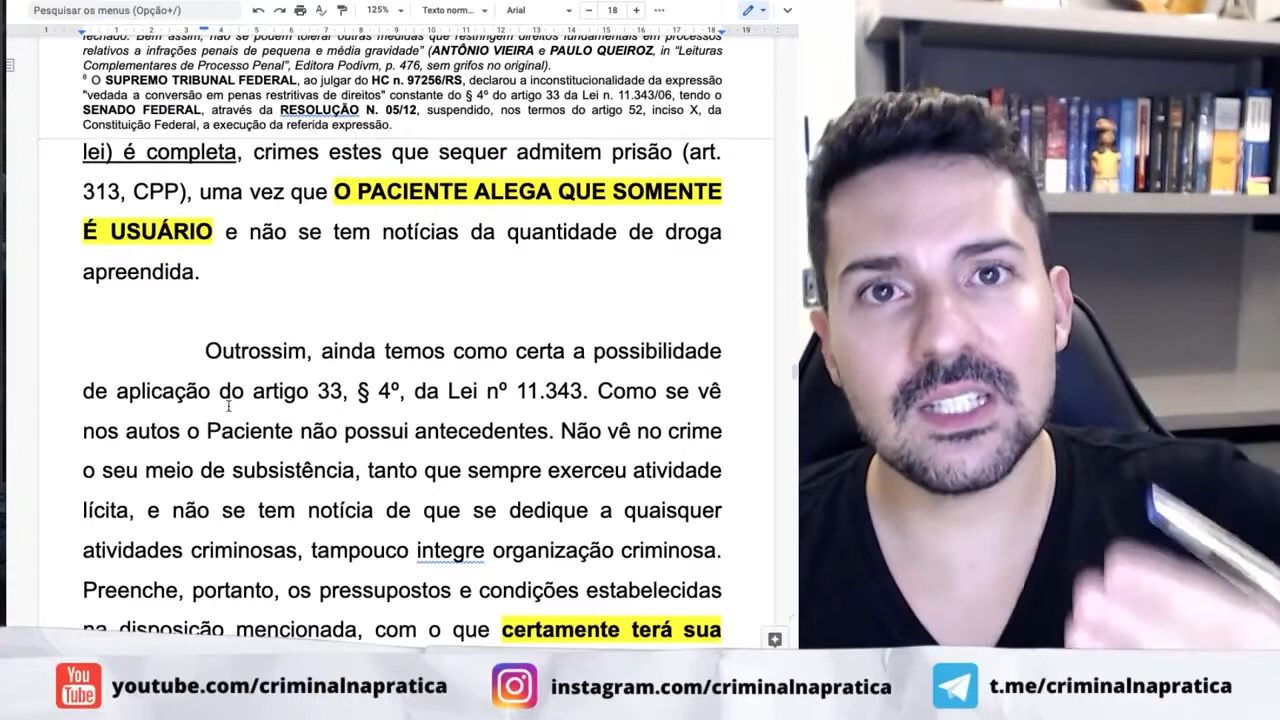 Pesquisar os menus (Opção+/)
125%
Texto norm...
Arial
18
relativos a infrações penais de pequena e média gravidade" (ANTÔNIO VIEIRA e PAULO QUEIROZ, in "Leituras
Complementares de Processo Penal", Editora Podivm, p. 476, sem grifos no original).
8 O SUPREMO TRIBUNAL FEDERAL, ao julgar do HC n. 97256/RS, declarou a inconstitucionalidade da expressão
"vedada a conversão em penas restritivas de direitos" constante do § 4º do artigo 33 da Lei n. 11.343/06, tendo o
SENADO FEDERAL, através da RESOLUÇÃO N. 05/12, suspendido, nos termos do artigo 52, inciso X, da
Constituição Federal, a execução da referida expressão.
lei) é completa, crimes estes que sequer admitem prisão (art.
313, CPP), uma vez que O PACIENTE ALEGA QUE SOMENTE
É USUÁRIO e não se tem notícias da quantidade de droga
apreendida.
Outrossim, ainda temos como certa a possibilidade
de aplicação do artigo 33, § 4º, da Lei nº 11.343. Como se vê
nos autos o Paciente não possui antecedentes. Não vê no crime
o seu meio de subsistência, tanto que sempre exerceu atividade
lícita, e não se tem notícia de que se dedique a quaisquer
atividades criminosas, tampouco integre organização criminosa.
Preenche, portanto, os pressupostos e condições estabelecidas
na disposição mencionada, com o que certamente terá sua
You
Tube
youtube.com/criminalnapratica
instagram.com/criminalnapratica
t.me/criminalnapratica